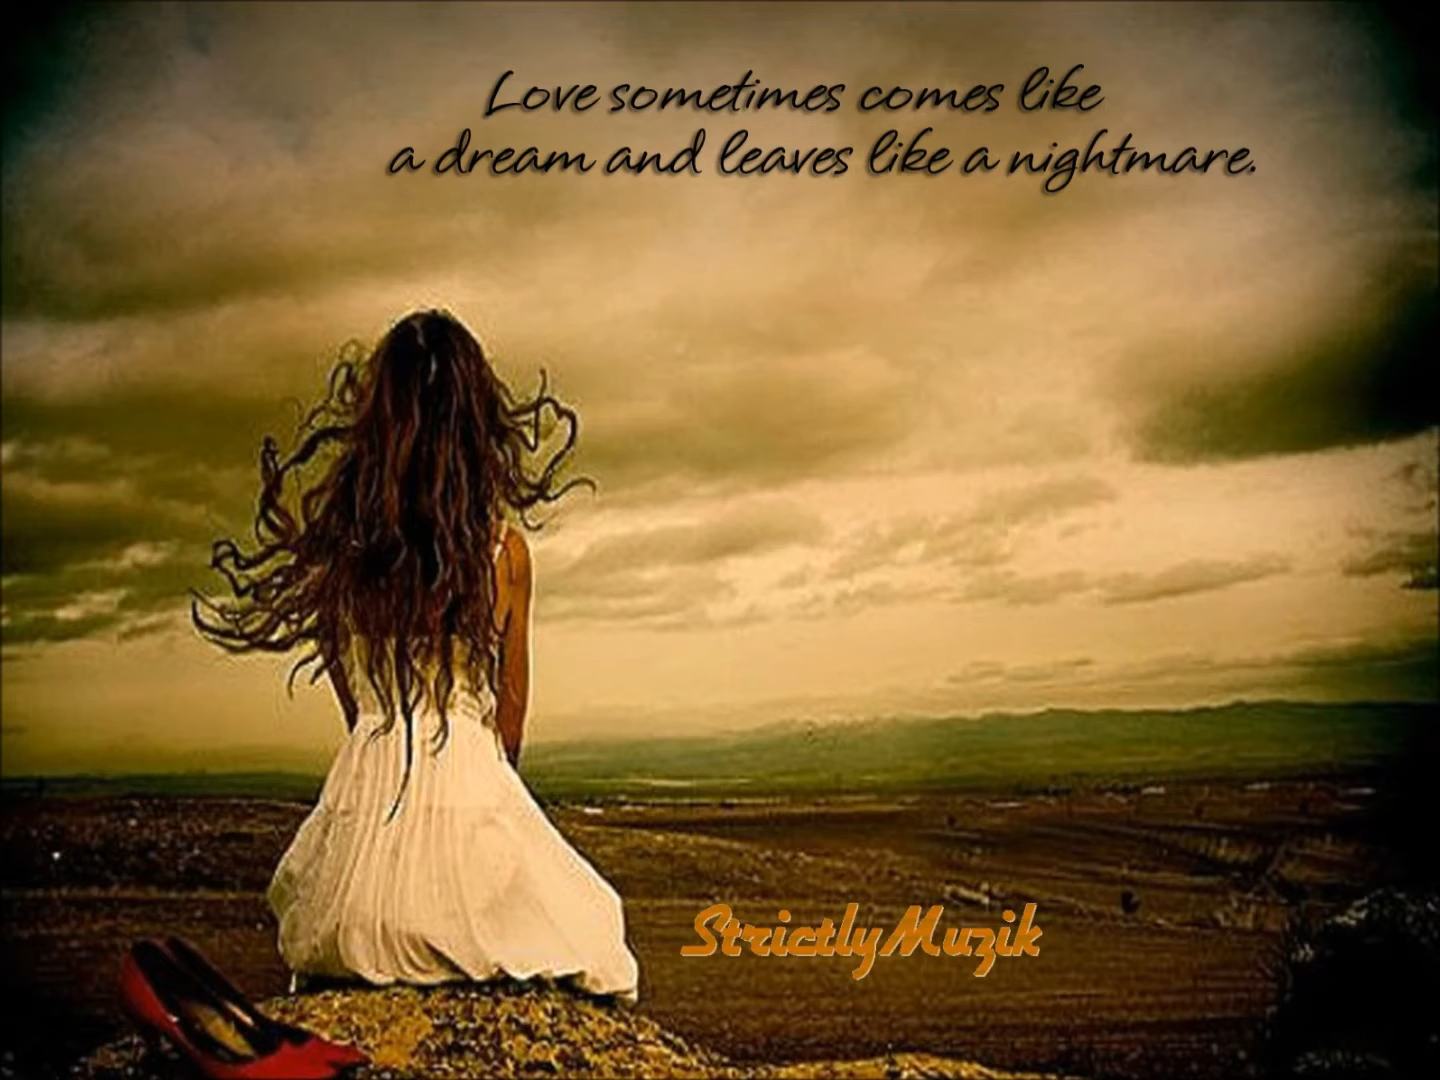 Love sometimes comes like
a dream and leaves like a nightmare.
StrictlyMuzik